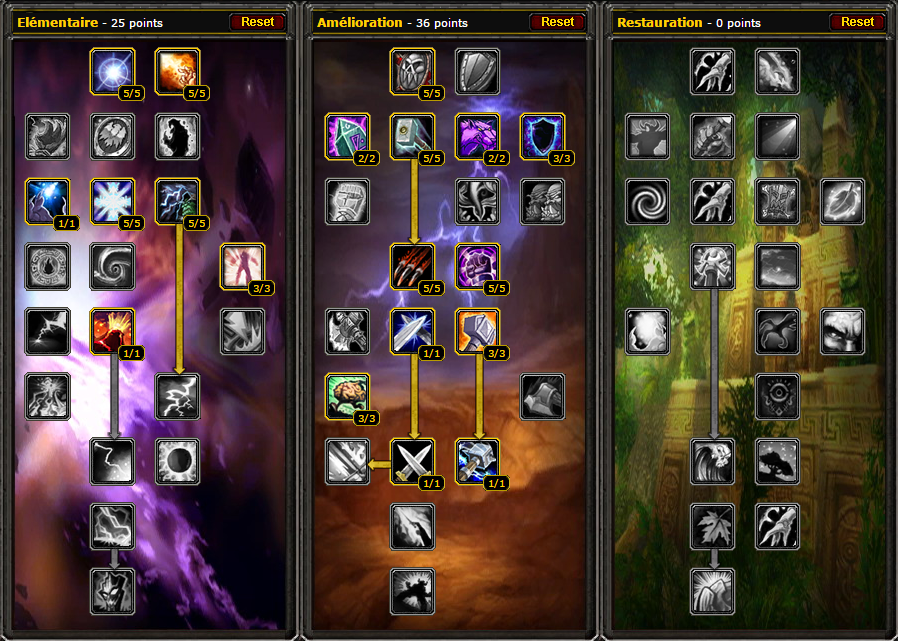 Elémentaire - 25 points Reset
Amélioration - 36 points Reset
Restauration - 0 points Reset
5/5 5/5
1/1 5/5 5/5
3/3
1/1
5/5
2/2 5/5 2/2 3/3
5/5 5/5
1/1 3/3
3/3
1/1 1/1